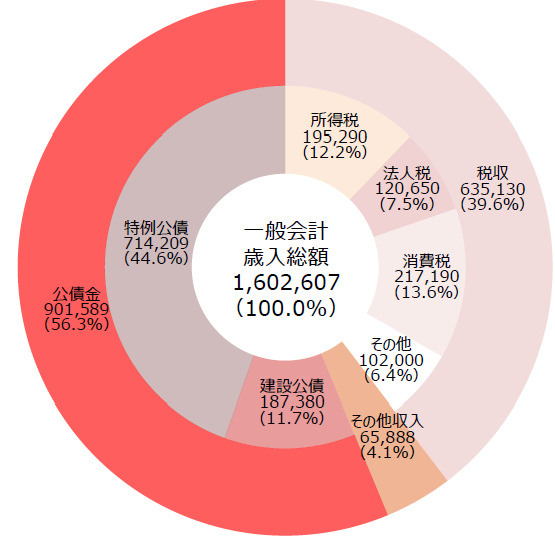 一般会計
歳入総額
1,602,607
(100.0%)
所得税
195,290
(12.2%)
法人税
120,650
(7.5%)
税収
635,130
(39.6%)
消費税
217,190
(13.6%)
その他
102,000
(6.4%)
その他収入
65,888
(4.1%)
建設公債
187,380
(11.7%)
特例公債
714,209
(44.6%)
公債金
901,589
(56.3%)